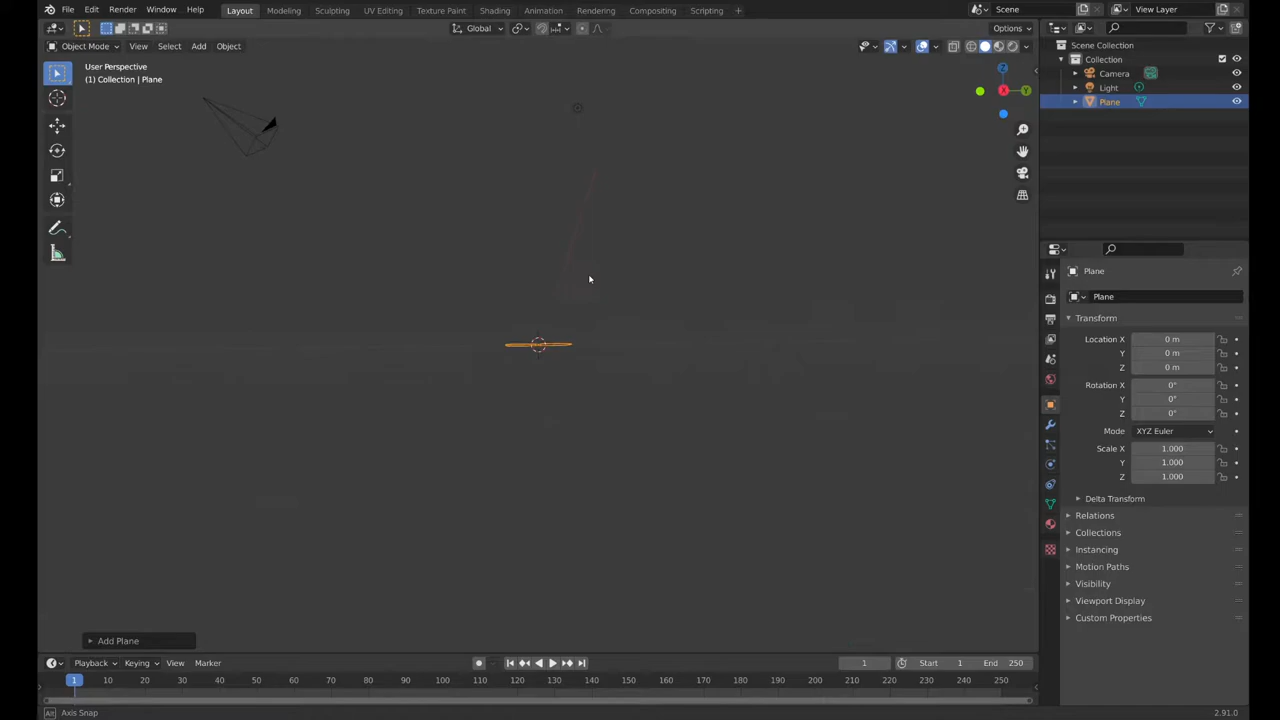 File Edit Render Window Help Layout Modeling Sculpting UV Editing Texture Paint Shading Animation Rendering Compositing Scripting + Scene View Layer
Global Options
Object Mode View Select Add Object
User Perspective
(1) Collection | Plane
Z
X
Y
Scene Collection
Collection
Camera
Light
Plane
Plane
Plane
Transform
Location X 0 m
Y 0 m
Z 0 m
Rotation X 0°
Y 0°
Z 0°
Mode XYZ Euler
Scale X 1.000
Y 1.000
Z 1.000
Delta Transform
Relations
Collections
Instancing
Motion Paths
Visibility
Viewport Display
Custom Properties
Add Plane
Playback Keying View Marker 1 Start 1 End 250
1 10 20 30 40 50 60 70 80 90 100 110 120 130 140 150 160 170 180 190 200 210 220 230 240 250
Alt Axis Snap 2.91.0